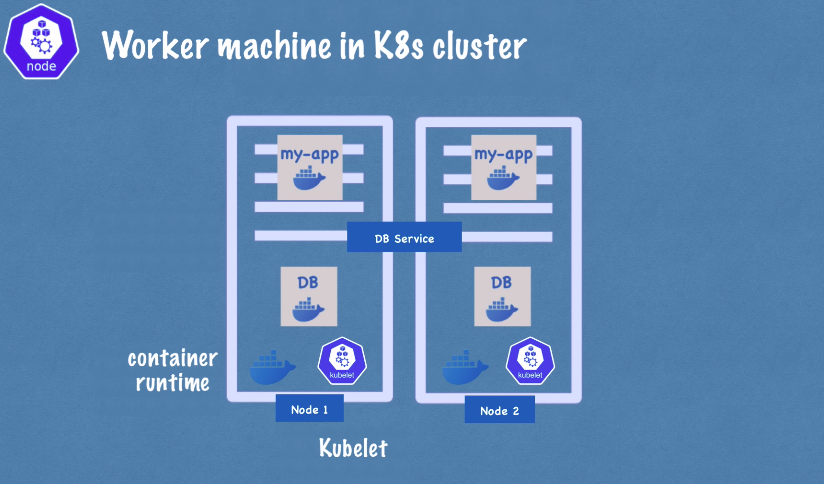 node
Worker machine in K8s cluster
my-app
my-app
DB Service
DB
DB
container
runtime
kubelet
kubelet
Node 1
Node 2
Kubelet